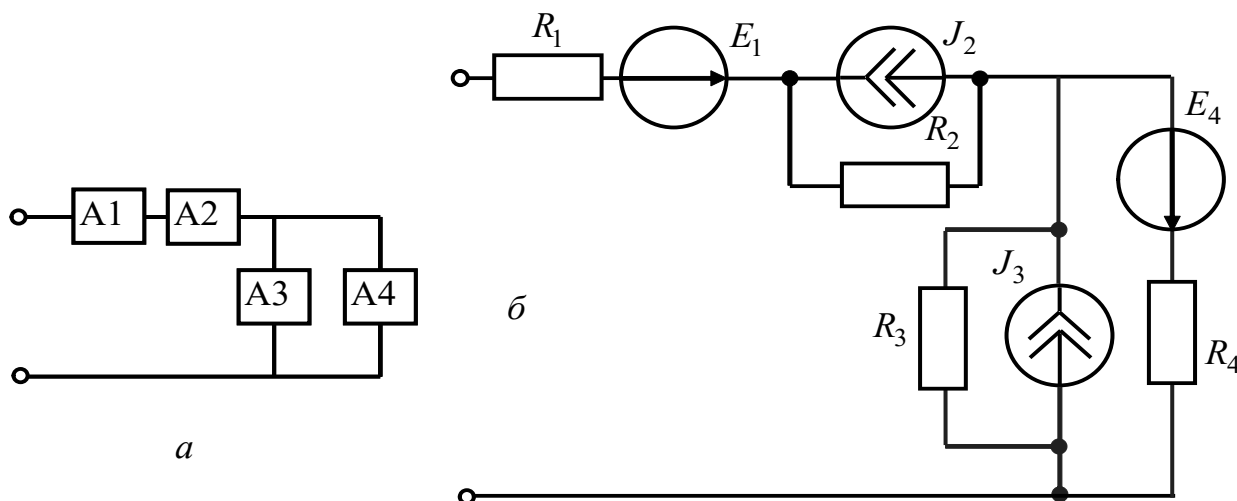 R₁
E₁
J₂
R₂
E₄
A1
A2
A3
A4
J₃
R₃
R₄
а
б